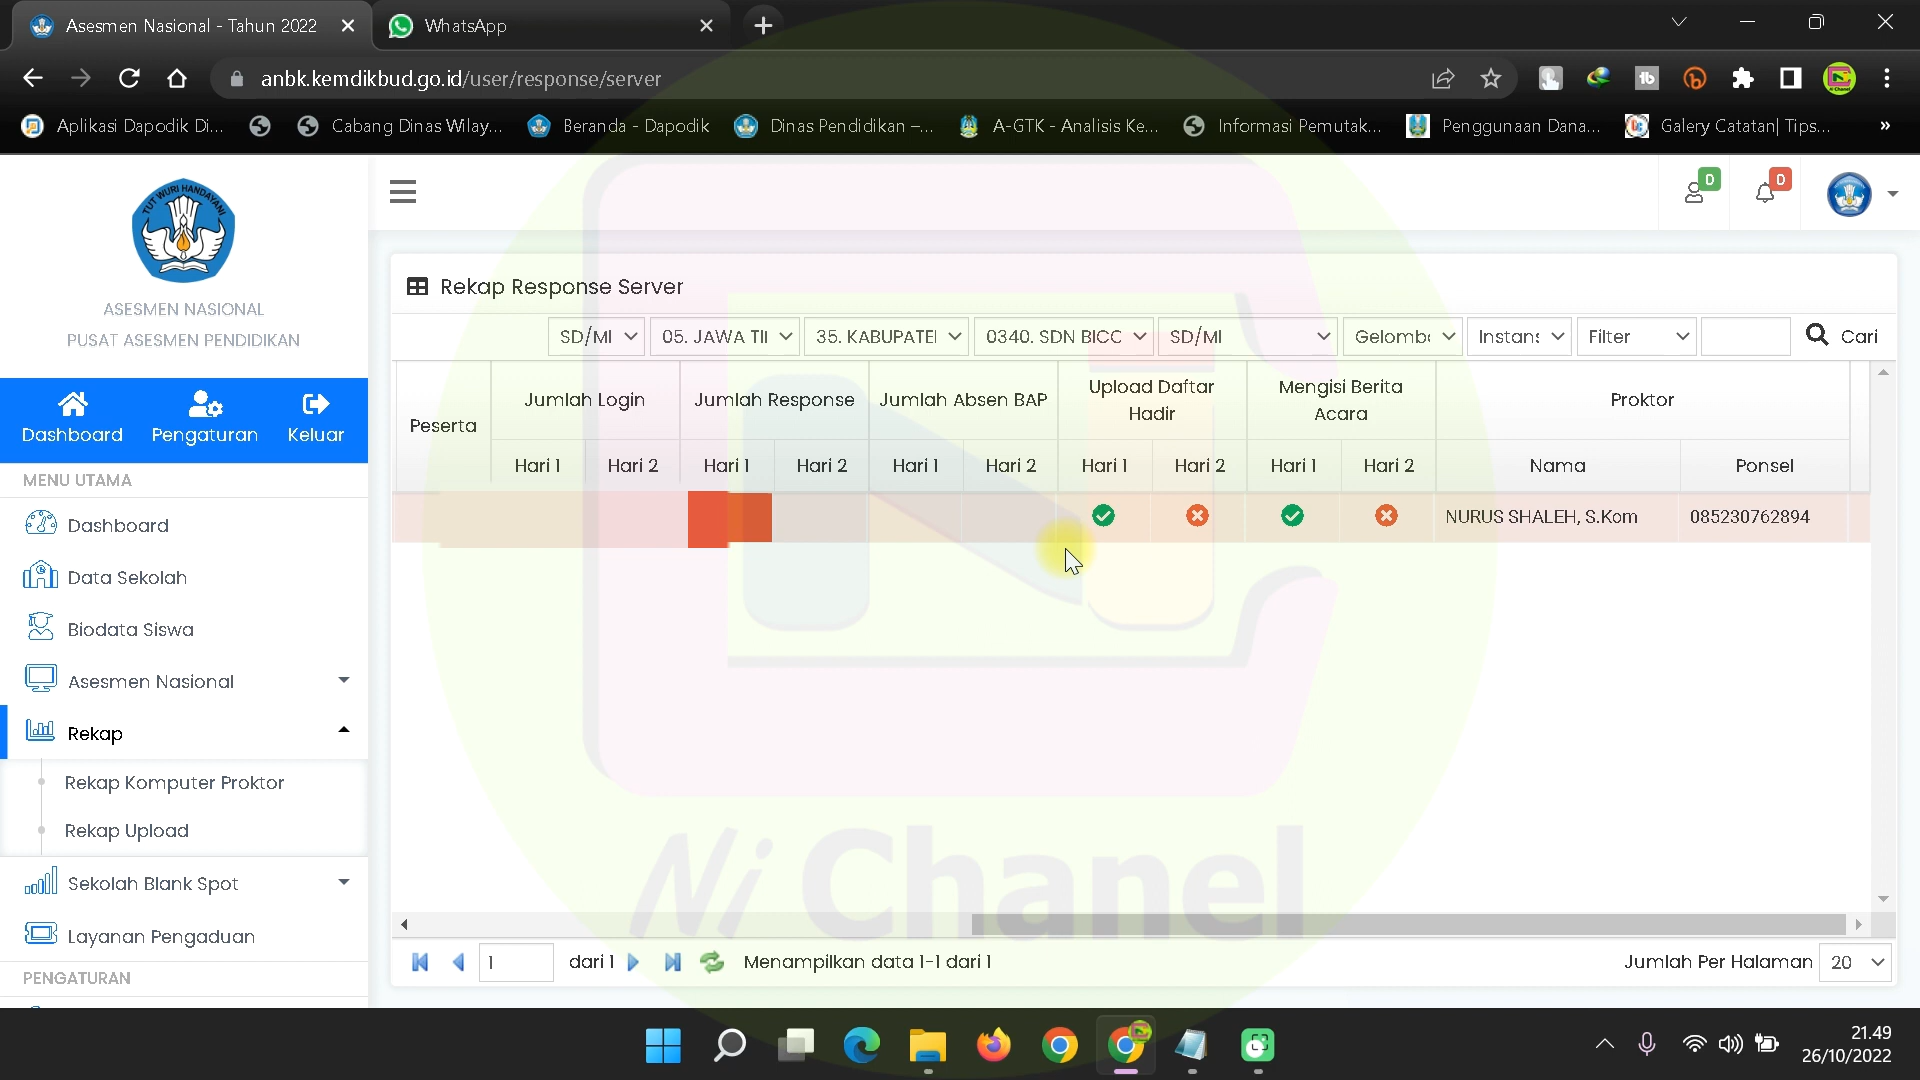 Asesmen Nasional - Tahun 2022
WhatsApp
anbk.kemdikbud.go.id/user/response/server
Aplikasi Dapodik Di...
Cabang Dinas Wilay...
Beranda - Dapodik
Dinas Pendidikan –...
A-GTK - Analisis Ke...
Informasi Pemutak...
Penggunaan Dana...
Galery Catatan| Tips...
»
TUT WURI HANDAYANI
ASESMEN NASIONAL
PUSAT ASESMEN PENDIDIKAN
0
0
Dashboard
Pengaturan
Keluar
MENU UTAMA
Dashboard
Data Sekolah
Biodata Siswa
Asesmen Nasional
Rekap
Rekap Komputer Proktor
Rekap Upload
Sekolah Blank Spot
Layanan Pengaduan
PENGATURAN
Rekap Response Server
SD/MI
05. JAWA TII
35. KABUPATEI
0340. SDN BICC
SD/MI
Gelomb
Instan
Filter
Cari
Peserta
Jumlah Login
Jumlah Response
Jumlah Absen BAP
Upload Daftar
Hadir
Mengisi Berita
Acara
Proktor
Hari 1 Hari 2 Hari 1 Hari 2 Hari 1 Hari 2 Hari 1 Hari 2 Hari 1 Hari 2 Nama Ponsel
NURUS SHALEH, S.Kom 085230762894
Ni Chanel
1 dari 1 Menampilkan data 1-1 dari 1
Jumlah Per Halaman 20
21.49
26/10/2022